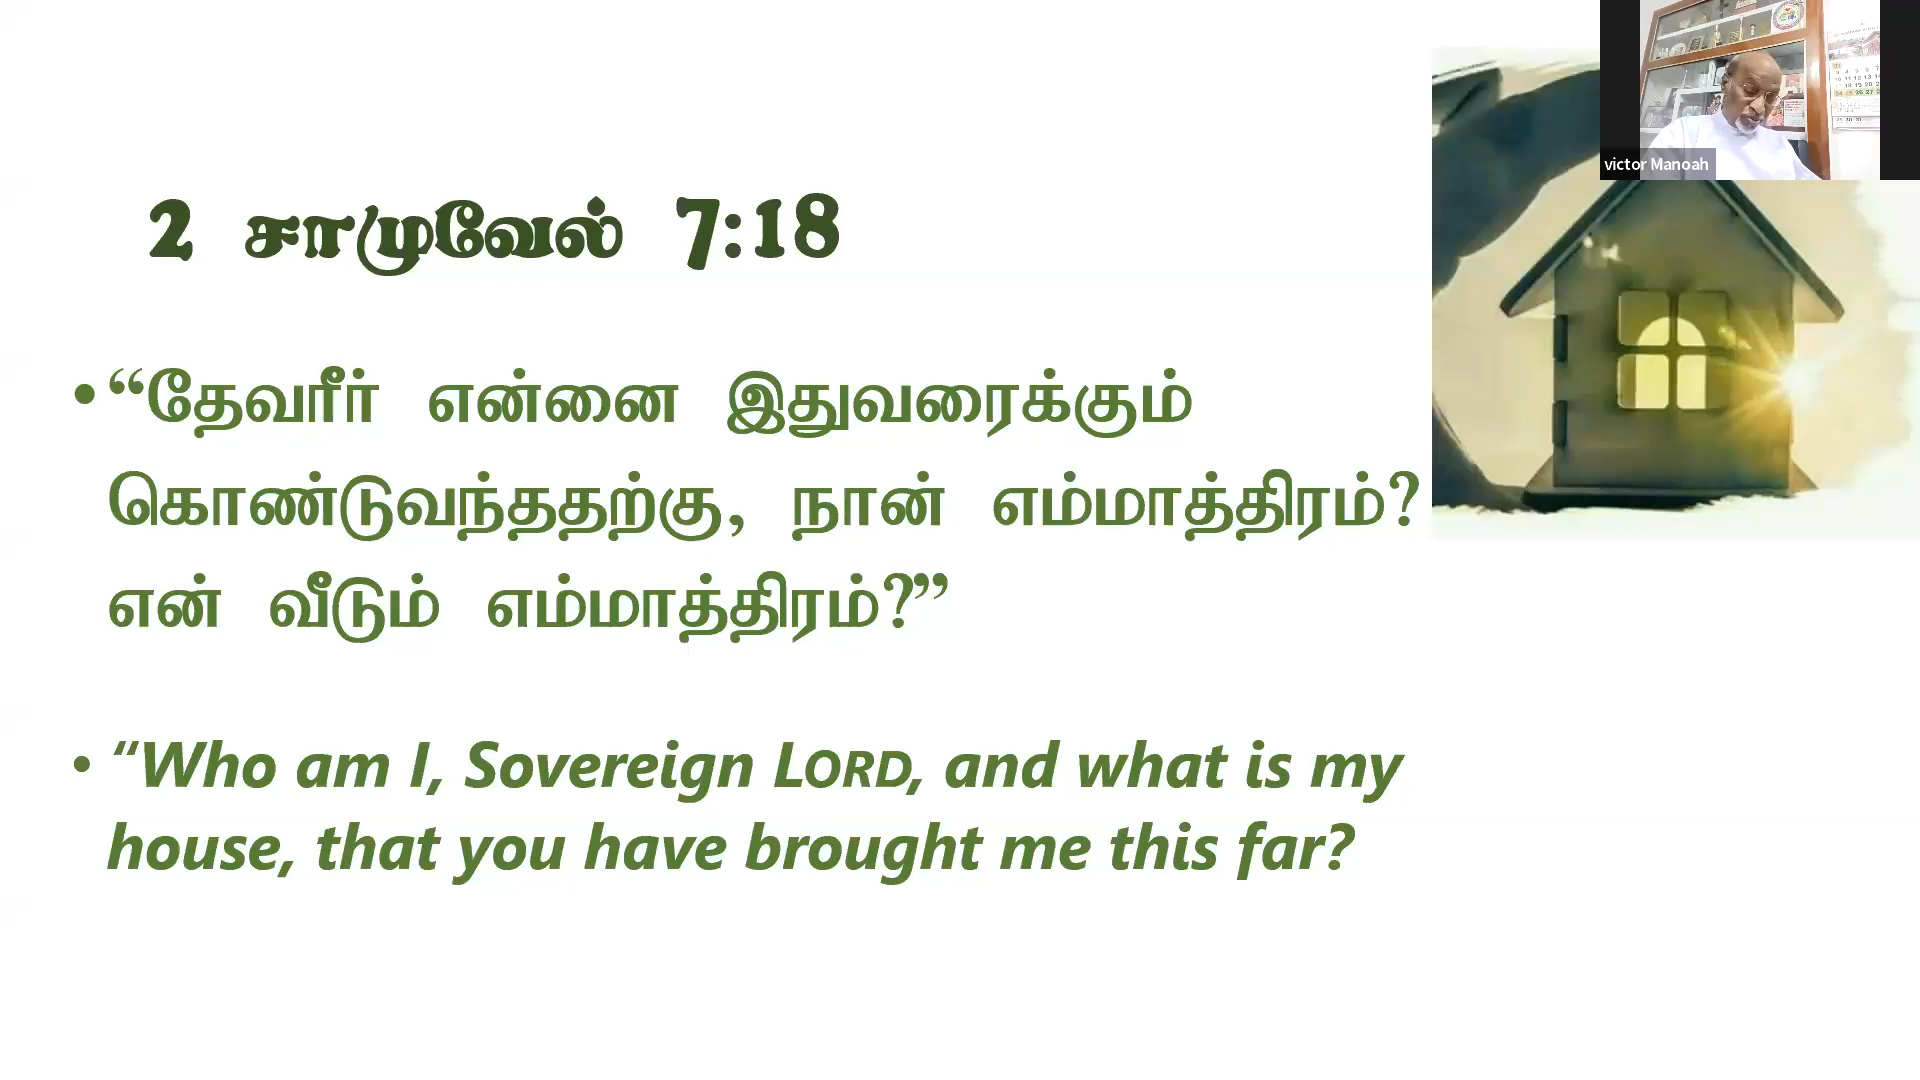 2 சாமுவேல் 7:18
• “தேவரீர் என்னை இதுவரைக்கும்
கொண்டுவந்ததற்கு, நான் எம்மாத்திரம்?
என் வீடும் எம்மாத்திரம்?”
• “Who am I, Sovereign LORD, and what is my
house, that you have brought me this far?
victor Manoah